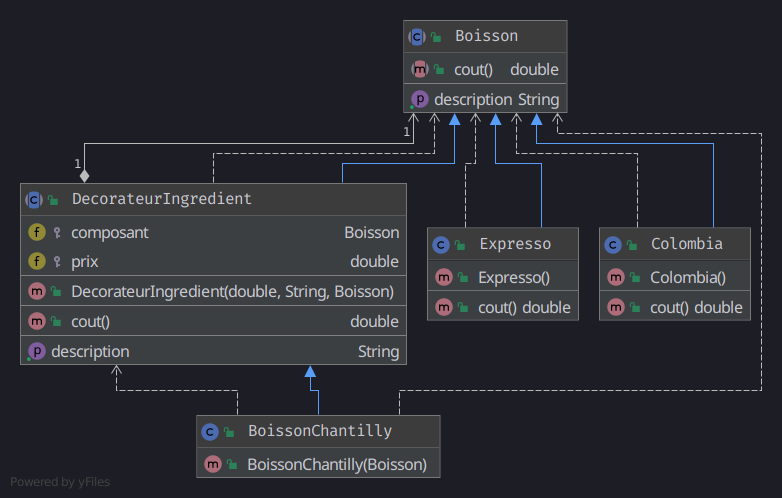 Boisson
cout() double
description String
1
1
DecorateurIngredient
composant Boisson
prix double
DecorateurIngredient(double, String, Boisson)
cout() double
description String
Expresso
Expresso()
cout() double
Colombia
Colombia()
cout() double
BoissonChantilly
BoissonChantilly(Boisson)
Powered by yFiles